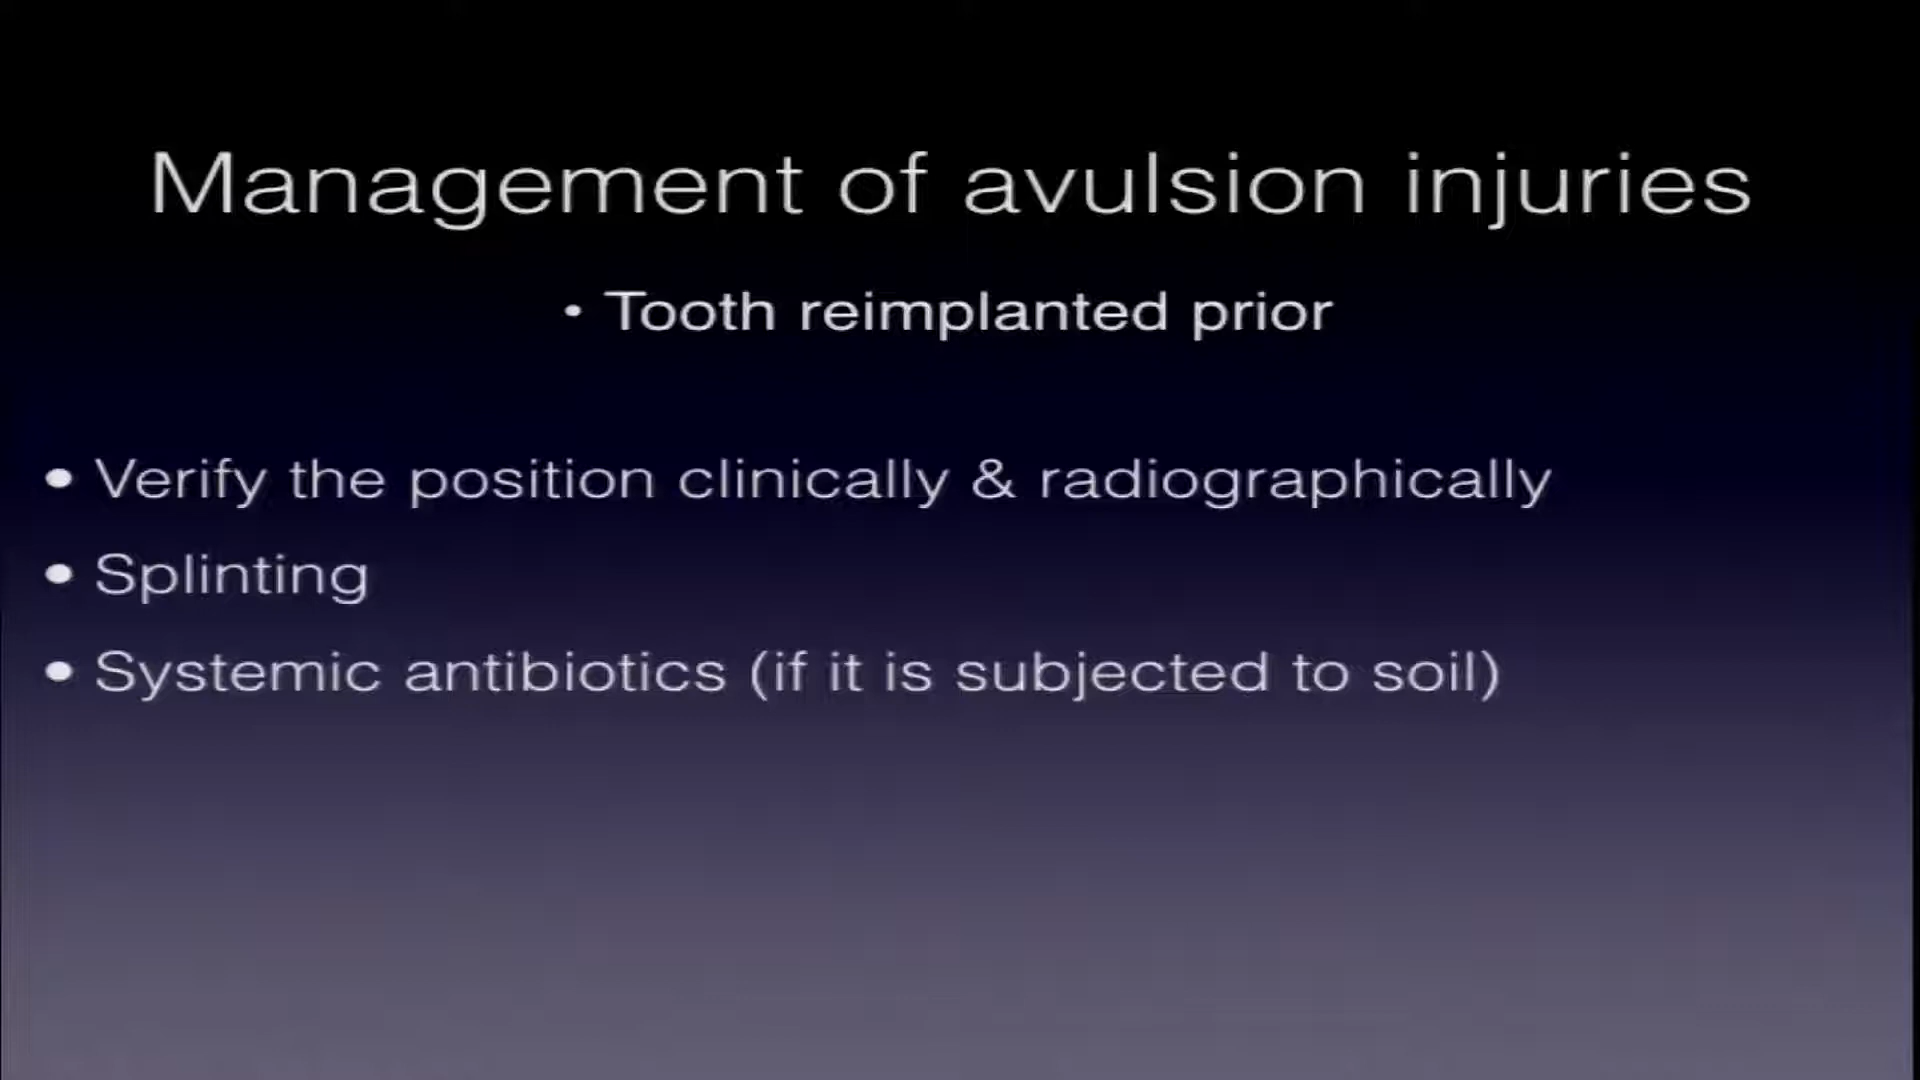 Management of avulsion injuries
• Tooth reimplanted prior
• Verify the position clinically & radiographically
• Splinting
• Systemic antibiotics (if it is subjected to soil)